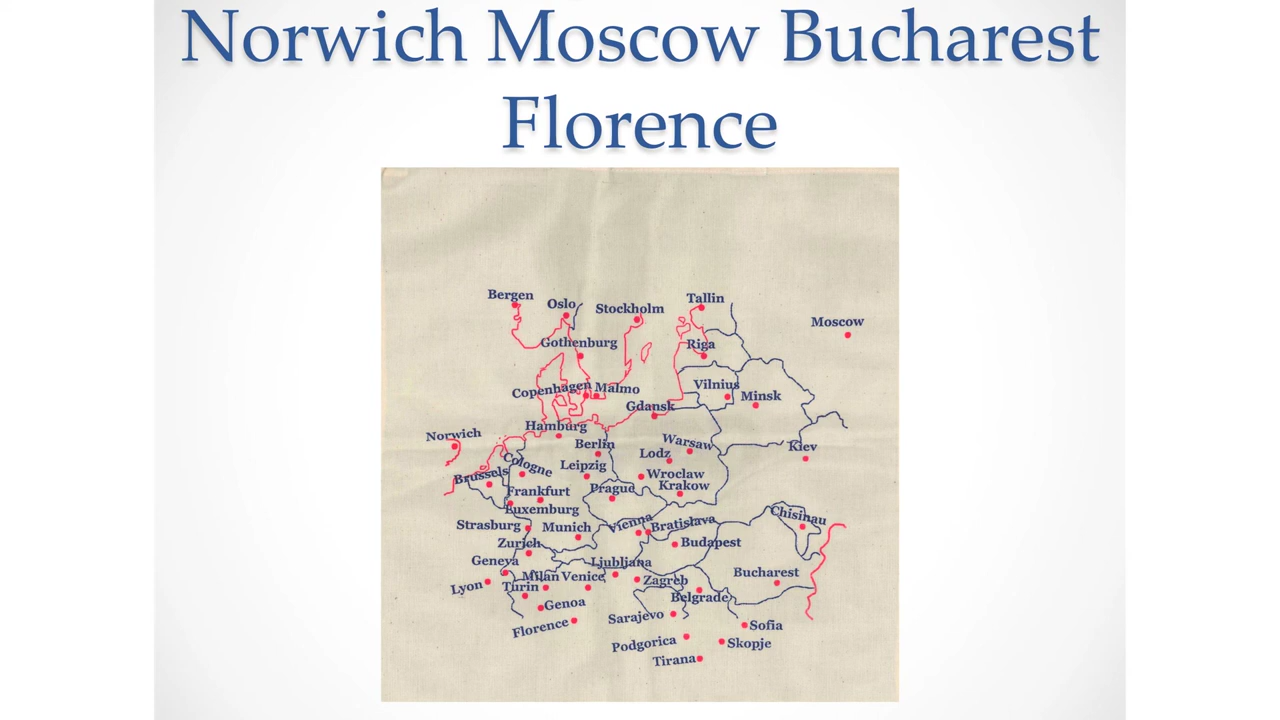 Norwich Moscow Bucharest
Florence
Bergen
Oslo
Stockholm
Tallin
Moscow
Gothenburg
Riga
Copenhagen
Malmo
Vilnius
Minsk
Gdansk
Norwich
Hamburg
Berlin
Warsaw
Kiev
Lodz
Cologne
Leipzig
Brussels
Wroclaw
Frankfurt
Prague
Krakow
Luxemburg
Strasburg
Munich
Vienna
Bratislava
Chisinau
Zurich
Budapest
Geneva
Ljubljana
Lyon
Turin
Milan
Venice
Zagreb
Bucharest
Genoa
Belgrade
Florence
Sarajevo
Sofia
Podgorica
Skopje
Tirana